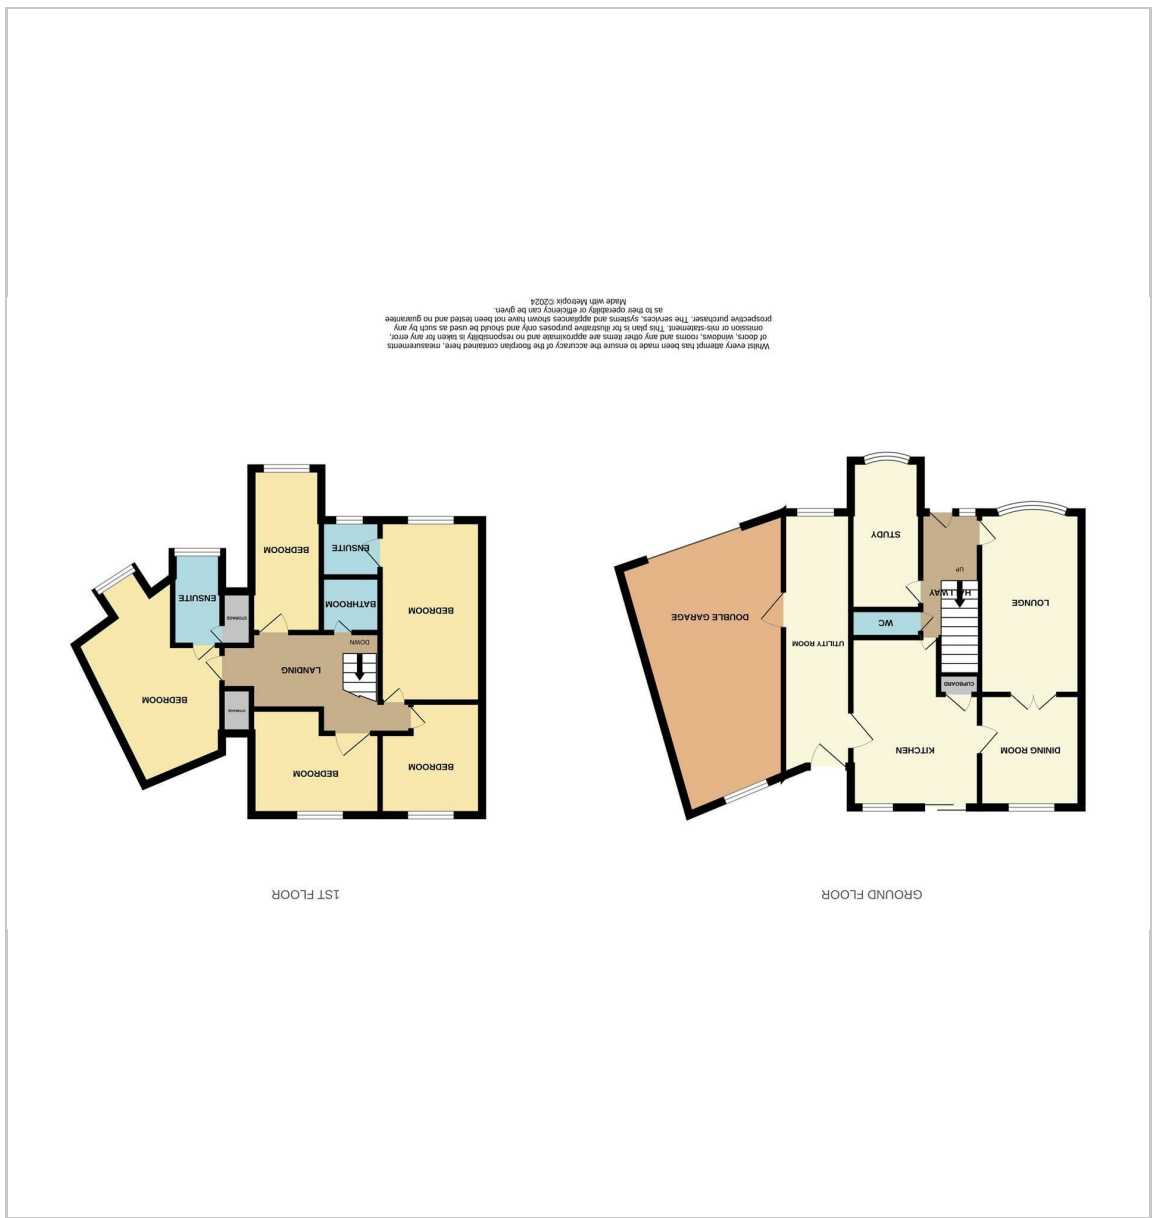 GROUND FLOOR
DINING ROOM
KITCHEN
CUPBOARD
UTILITY ROOM
WC
DOUBLE GARAGE
LOUNGE
HALLWAY
UP
STUDY
1ST FLOOR
BEDROOM
BEDROOM
STORAGE
BEDROOM
LANDING
DOWN
STORAGE
BEDROOM
BATHROOM
ENSUITE
ENSUITE
BEDROOM
Whilst every attempt has been made to ensure the accuracy of the floorplan contained here, measurements
of doors, windows, rooms and any other items are approximate and no responsibility is taken for any error,
omission or mis-statement. This plan is for illustrative purposes only and should be used as such by any
prospective purchaser. The services, systems and appliances shown have not been tested and no guarantee
as to their operability or efficiency can be given.
Made with Metropix ©2024